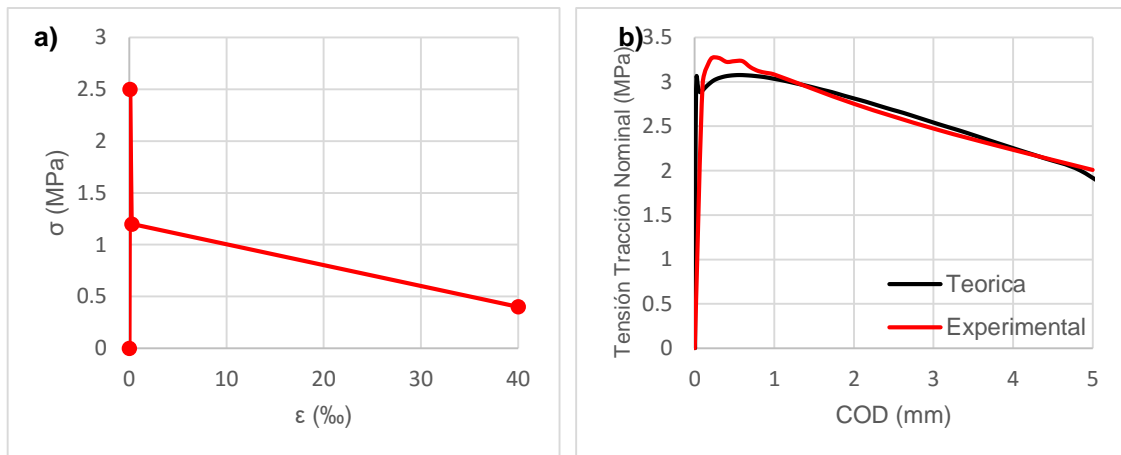 a)
3
2.5
2
1.5
1
0.5
0
σ (MPa)
0 10 20 30 40
ε (‰)
b)
3.5
3
2.5
2
1.5
1
0.5
0
Tensión Tracción Nominal (MPa)
Teorica
Experimental
0 1 2 3 4 5
COD (mm)